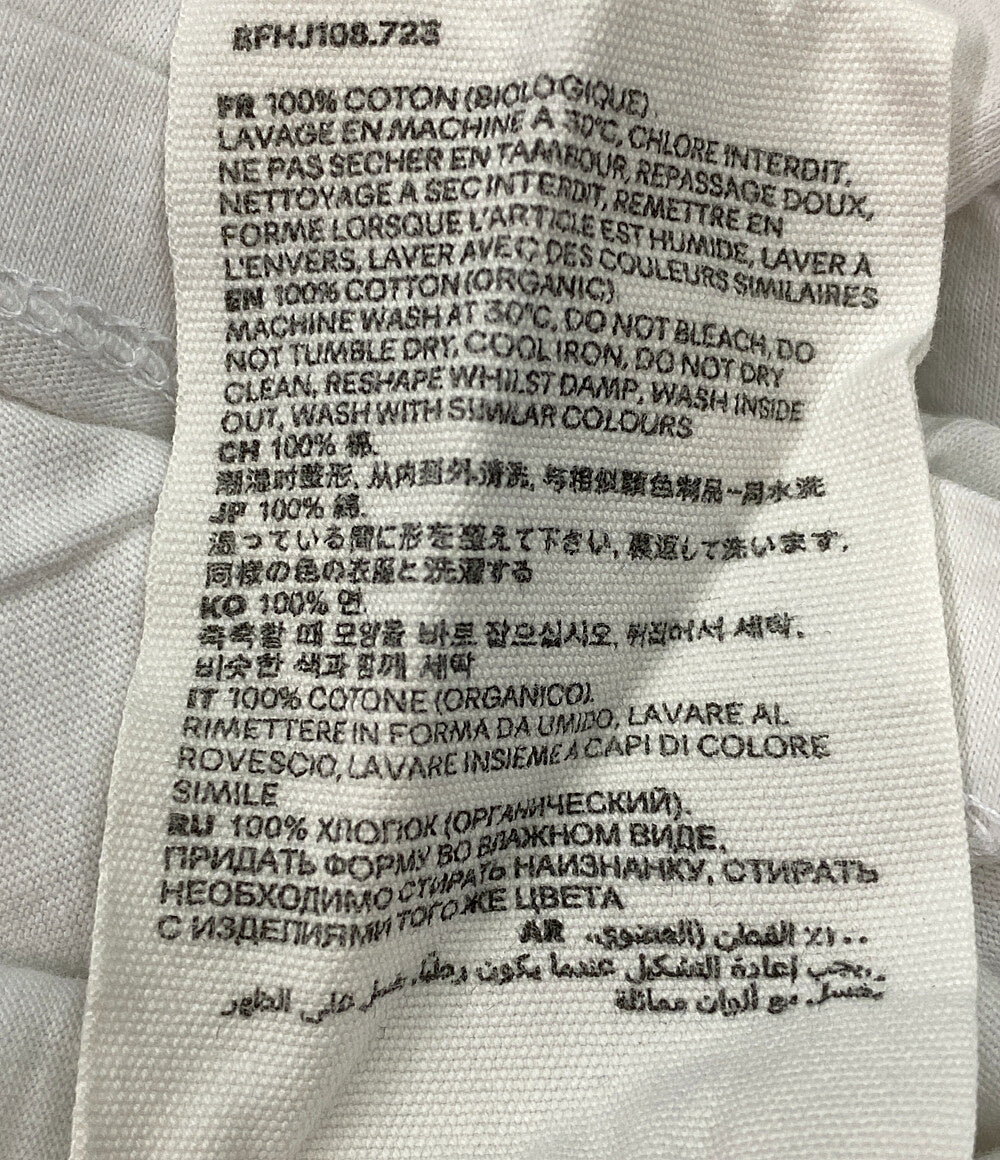 RFHJ108.723
FR 100% COTON (BIOLOGIQUE)
LAVAGE EN MACHINE A 30°C, CHLORE INTERDIT,
NE PAS SECHER EN TAMBOUR, REPASSAGE DOUX,
NETTOYAGE A SEC INTERDIT, REMETTRE EN
FORME LORSQUE L'ARTICLE EST HUMIDE, LAVER A
L'ENVERS, LAVER AVEC DES COULEURS SIMILAIRES
EN 100% COTTON (ORGANIC)
MACHINE WASH AT 30°C, DO NOT BLEACH, DO
NOT TUMBLE DRY, COOL IRON, DO NOT DRY
CLEAN, RESHAPE WHILST DAMP, WASH INSIDE
OUT, WASH WITH SIMILAR COLOURS
CH 100% 棉.
潮湿时整形, 从内到外清洗, 与相似颜色制品一同水洗
JP 100% 綿.
湿っている間に形を整えて下さい, 裏返して洗います,
同様の色の衣服と洗濯する
KO 100% 면.
축축할 때 모양을 바로 잡으십시오, 뒤집어서 세탁,
비슷한 색과 함께 세탁
IT 100% COTONE (ORGANICO).
RIMETTERE IN FORMA DA UMIDO, LAVARE AL
ROVESCIO, LAVARE INSIEME A CAPI DI COLORE
SIMILE
RU 100% ХЛОПОК (ОРГАНИЧЕСКИЙ).
ПРИДАТЬ ФОРМУ ВО ВЛАЖНОМ ВИДЕ,
НЕОБХОДИМО СТИРАТЬ НАИЗНАНКУ, СТИРАТЬ
С ИЗДЕЛИЯМИ ТОГО ЖЕ ЦВЕТА
AR ١٠٠٪ القطن (العضوي)،
يجب إعادة التشكيل عندما يكون رطبًا، غسل على الظهر
يغسل مع ألوان مماثلة